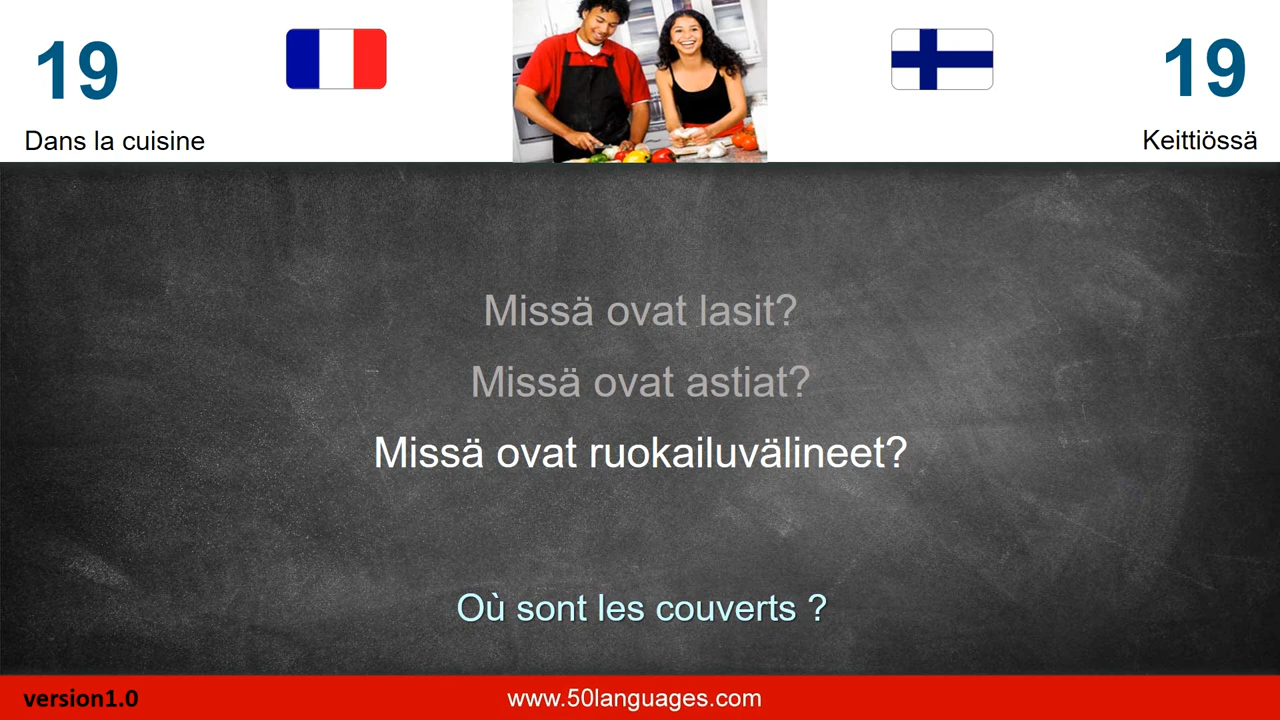 19
19
Dans la cuisine
Keittiössä
Missä ovat lasit?
Missä ovat astiat?
Missä ovat ruokailuvälineet?
Où sont les couverts ?
version1.0
www.50languages.com